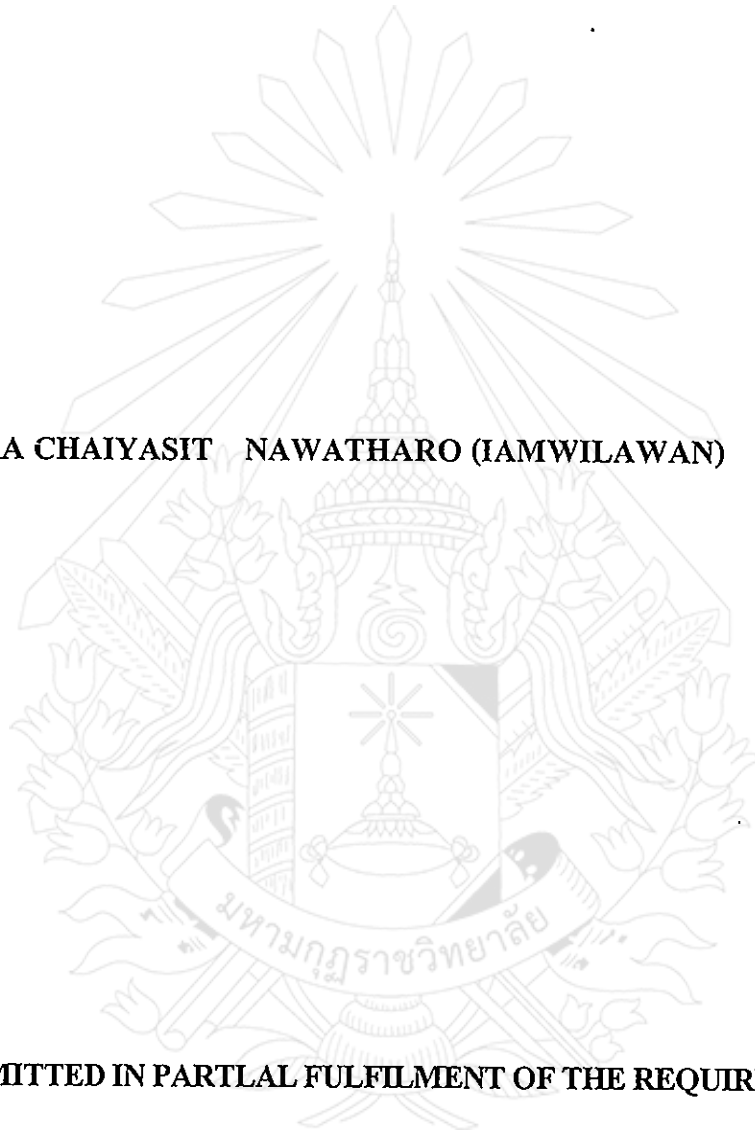 A CHAIYASIT NAWATHARO (IAMWILAWAN)
มหามกุฏราชวิทยาลัย
MITTED IN PARTLAL FULFILMENT OF THE REQUIR